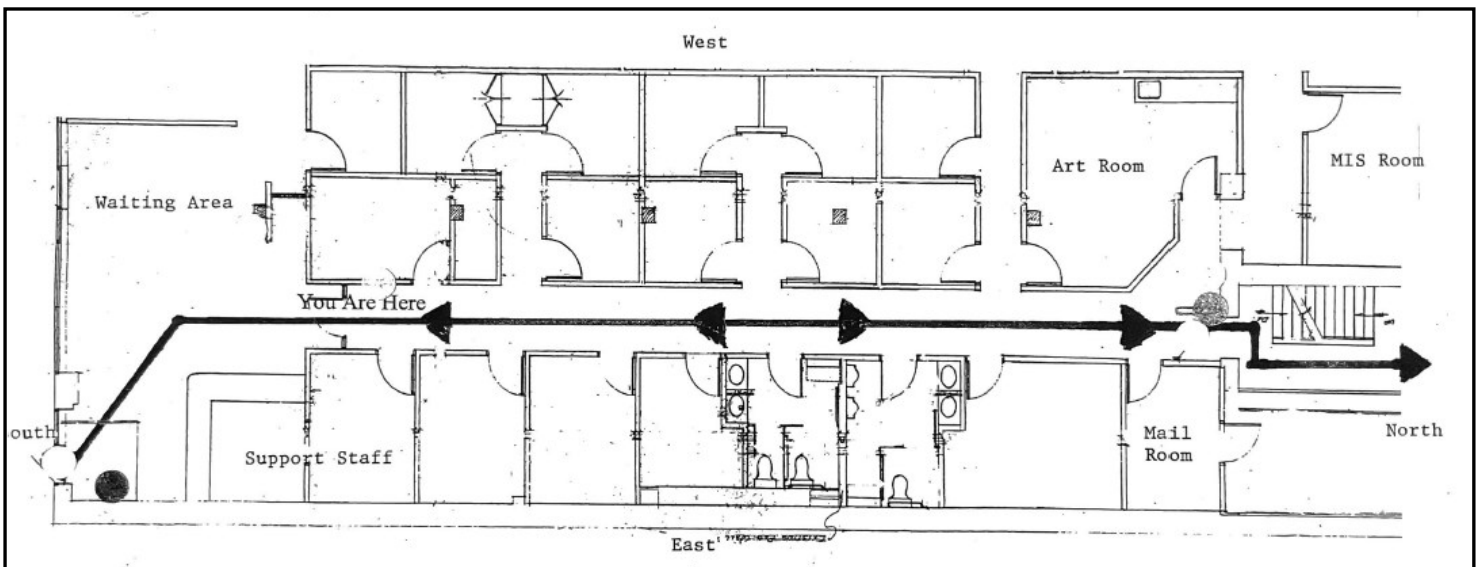 West
Waiting Area
Art Room
MIS Room
You Are Here
outh
Support Staff
Mail
Room
North
East